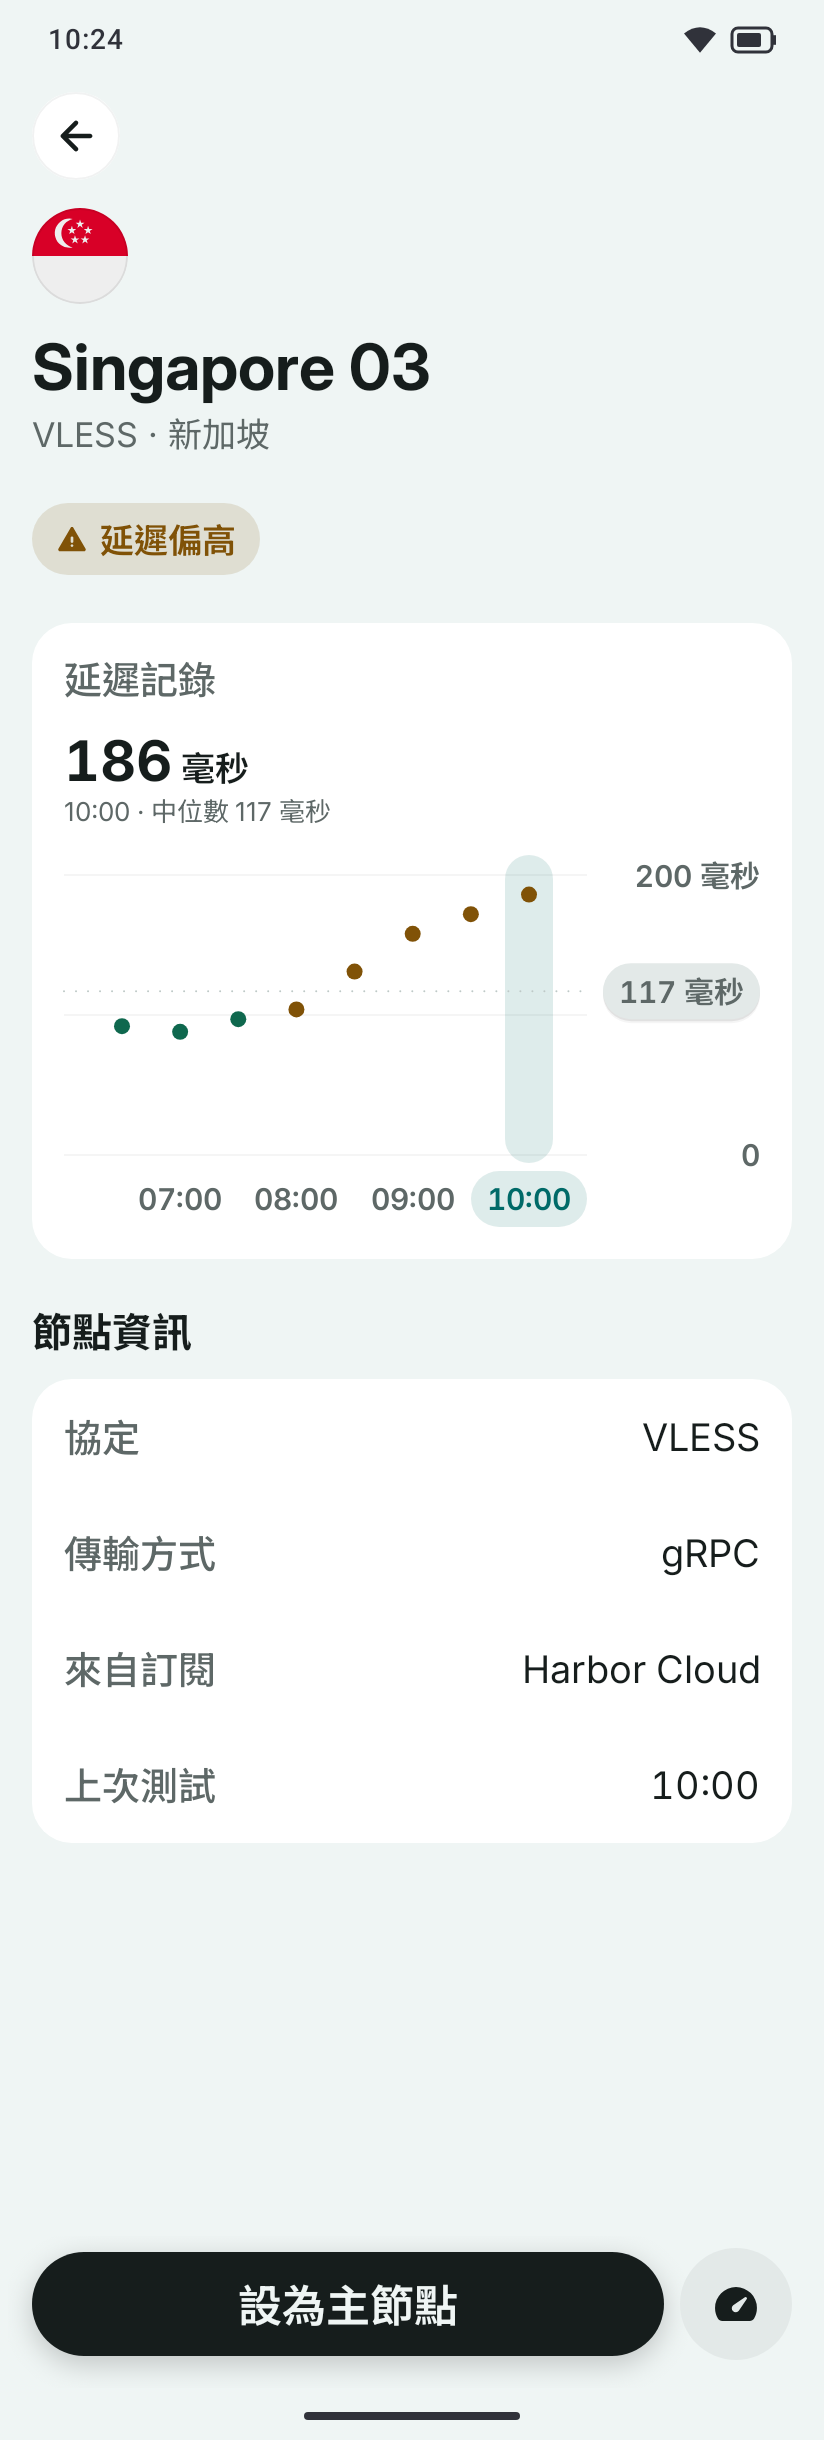 10:24
Singapore 03
VLESS · 新加坡
延遲偏高
延遲記錄
186 毫秒
10:00 · 中位數 117 毫秒
200 毫秒
117 毫秒
0
07:00 08:00 09:00 10:00
節點資訊
協定 VLESS
傳輸方式 gRPC
來自訂閱 Harbor Cloud
上次測試 10:00
設為主節點